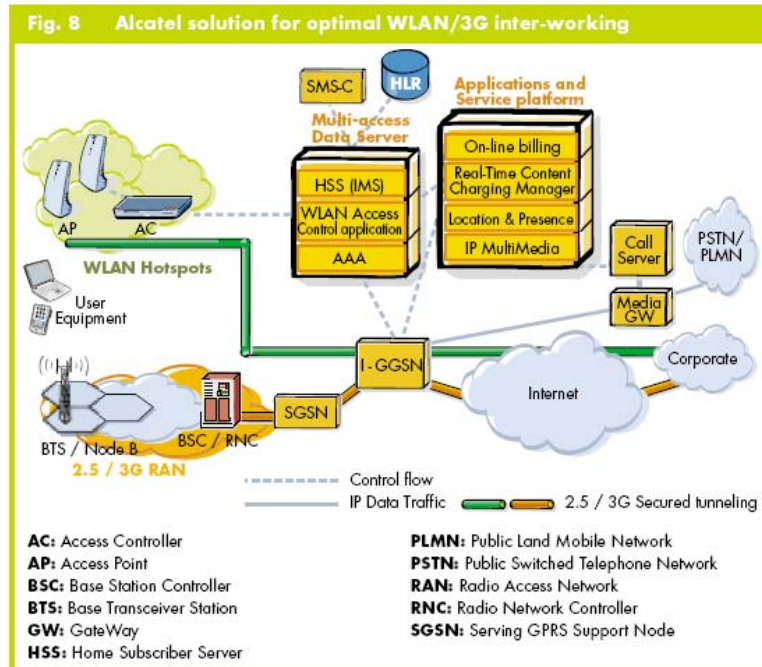 Fig. 8 Alcatel solution for optimal WLAN/3G inter-working
SMS-C
HLR
Multi-access
Data Server
HSS (IMS)
WLAN Access
Control application
AAA
Applications and
Service platform
On-line billing
Real-Time Content
Charging Manager
Location & Presence
IP MultiMedia
AP
AC
WLAN Hotspots
User
Equipment
Call
Server
Media
GW
PSTN/
PLMN
I - GGSN
Internet
Corporate
SGSN
BSC / RNC
BTS / Node B
2.5 / 3G RAN
Control flow
IP Data Traffic
2.5 / 3G Secured tunneling
AC: Access Controller
AP: Access Point
BSC: Base Station Controller
BTS: Base Transceiver Station
GW: GateWay
HSS: Home Subscriber Server
PLMN: Public Land Mobile Network
PSTN: Public Switched Telephone Network
RAN: Radio Access Network
RNC: Radio Network Controller
SGSN: Serving GPRS Support Node